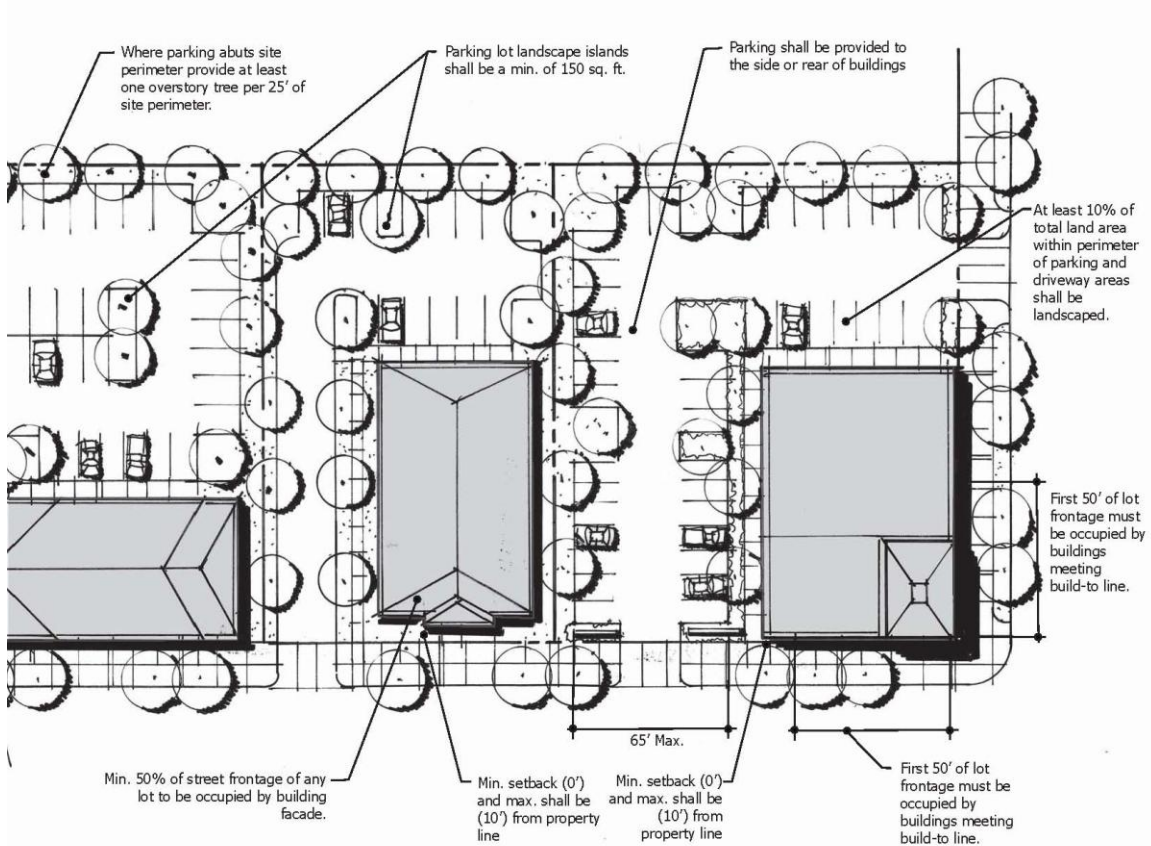 Where parking abuts site
perimeter provide at least
one overstory tree per 25' of
site perimeter.
Parking lot landscape islands
shall be a min. of 150 sq. ft.
Parking shall be provided to
the side or rear of buildings
At least 10% of
total land area
within perimeter
of parking and
driveway areas
shall be
landscaped.
First 50' of lot
frontage must
be occupied by
buildings
meeting
build-to line.
65' Max.
Min. 50% of street frontage of any
lot to be occupied by building
facade.
Min. setback (0')
and max. shall be
(10') from property
line
Min. setback (0')
and max. shall be
(10') from
property line
First 50' of lot
frontage must be
occupied by
buildings meeting
build-to line.